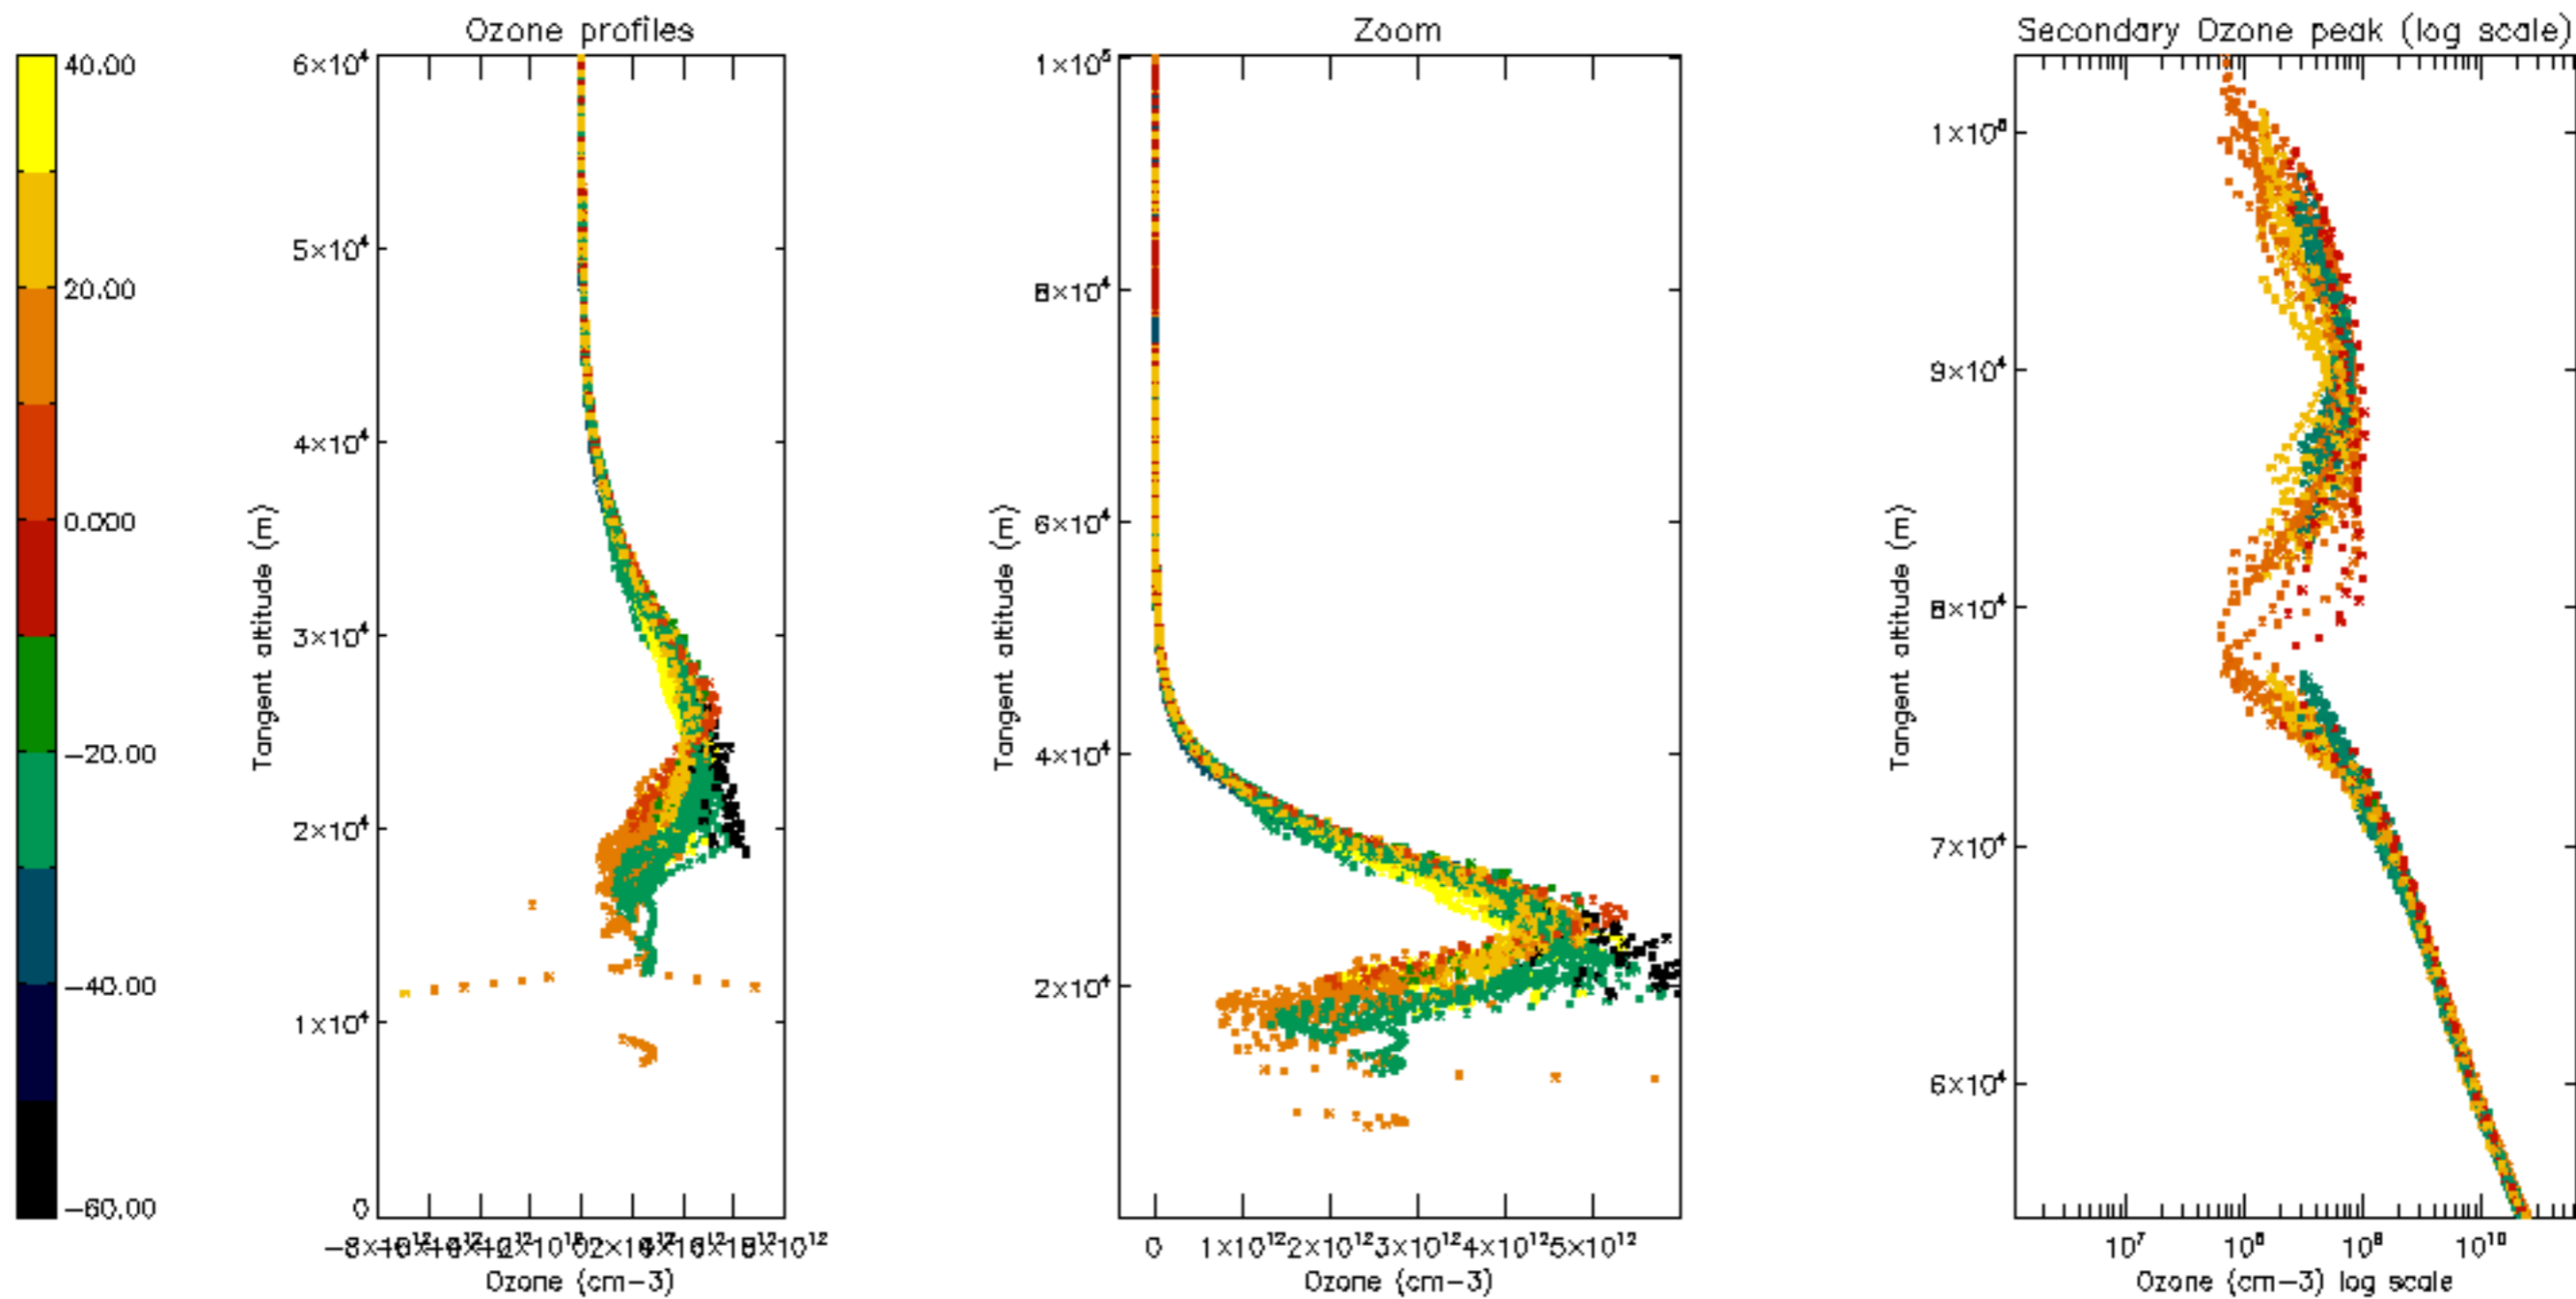 Ozone profiles
Zoom
Secondary Ozone peak (log scale)
40.00
20.00
0.000
-20.00
-40.00
-60.00
6×10⁴
5×10⁴
4×10⁴
3×10⁴
2×10⁴
1×10⁴
0
Tangent altitude (m)
Ozone (cm-3)
1×10⁵
8×10⁴
6×10⁴
4×10⁴
2×10⁴
Tangent altitude (m)
0 1×10¹² 2×10¹² 3×10¹² 4×10¹² 5×10¹²
Ozone (cm-3)
9×10⁴
8×10⁴
7×10⁴
6×10⁴
Tangent altitude (m)
10⁷ 10⁸ 10⁹ 10¹⁰
Ozone (cm-3) log scale